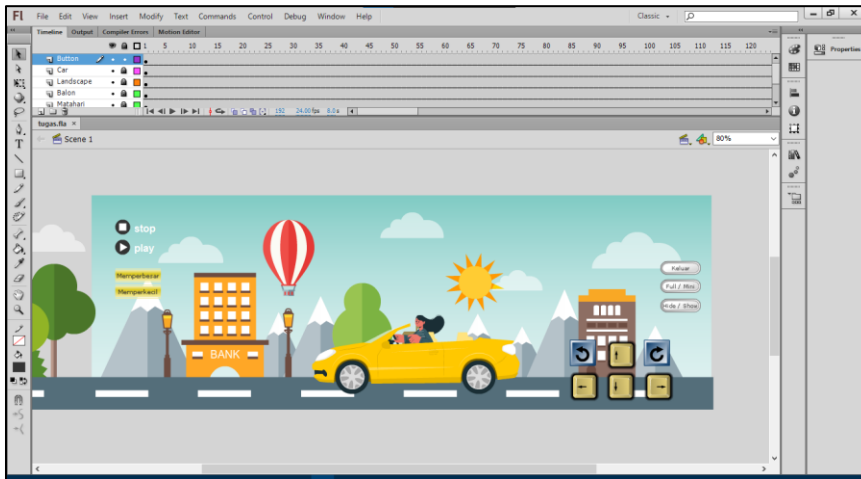 Fl File Edit View Insert Modify Text Commands Control Debug Window Help Classic
Timeline Output Compiler Errors Motion Editor
1 5 10 15 20 25 30 35 40 45 50 55 60 65 70 75 80 85 90 95 100 105 110 115 120
Properties
Button
Car
Landscape
Balon
Matahari
192 24.00 fps 8.0 s
tugas.fla ×
Scene 1
80%
stop
play
Memperbesar
Memperkecil
Keluar
Full / Mini
Hide / Show
BANK